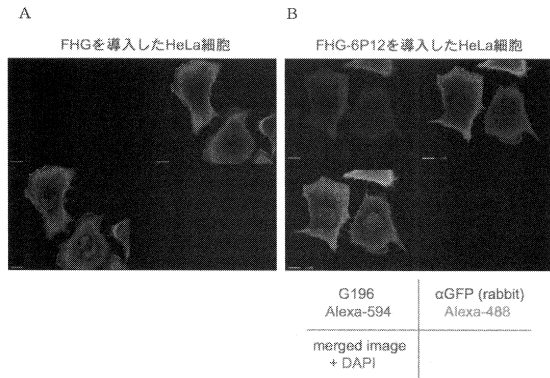 A
FHGを導入したHeLa細胞
B
FHG-6P12を導入したHeLa細胞
G196
Alexa-594
αGFP (rabbit)
Alexa-488
merged image
+ DAPI